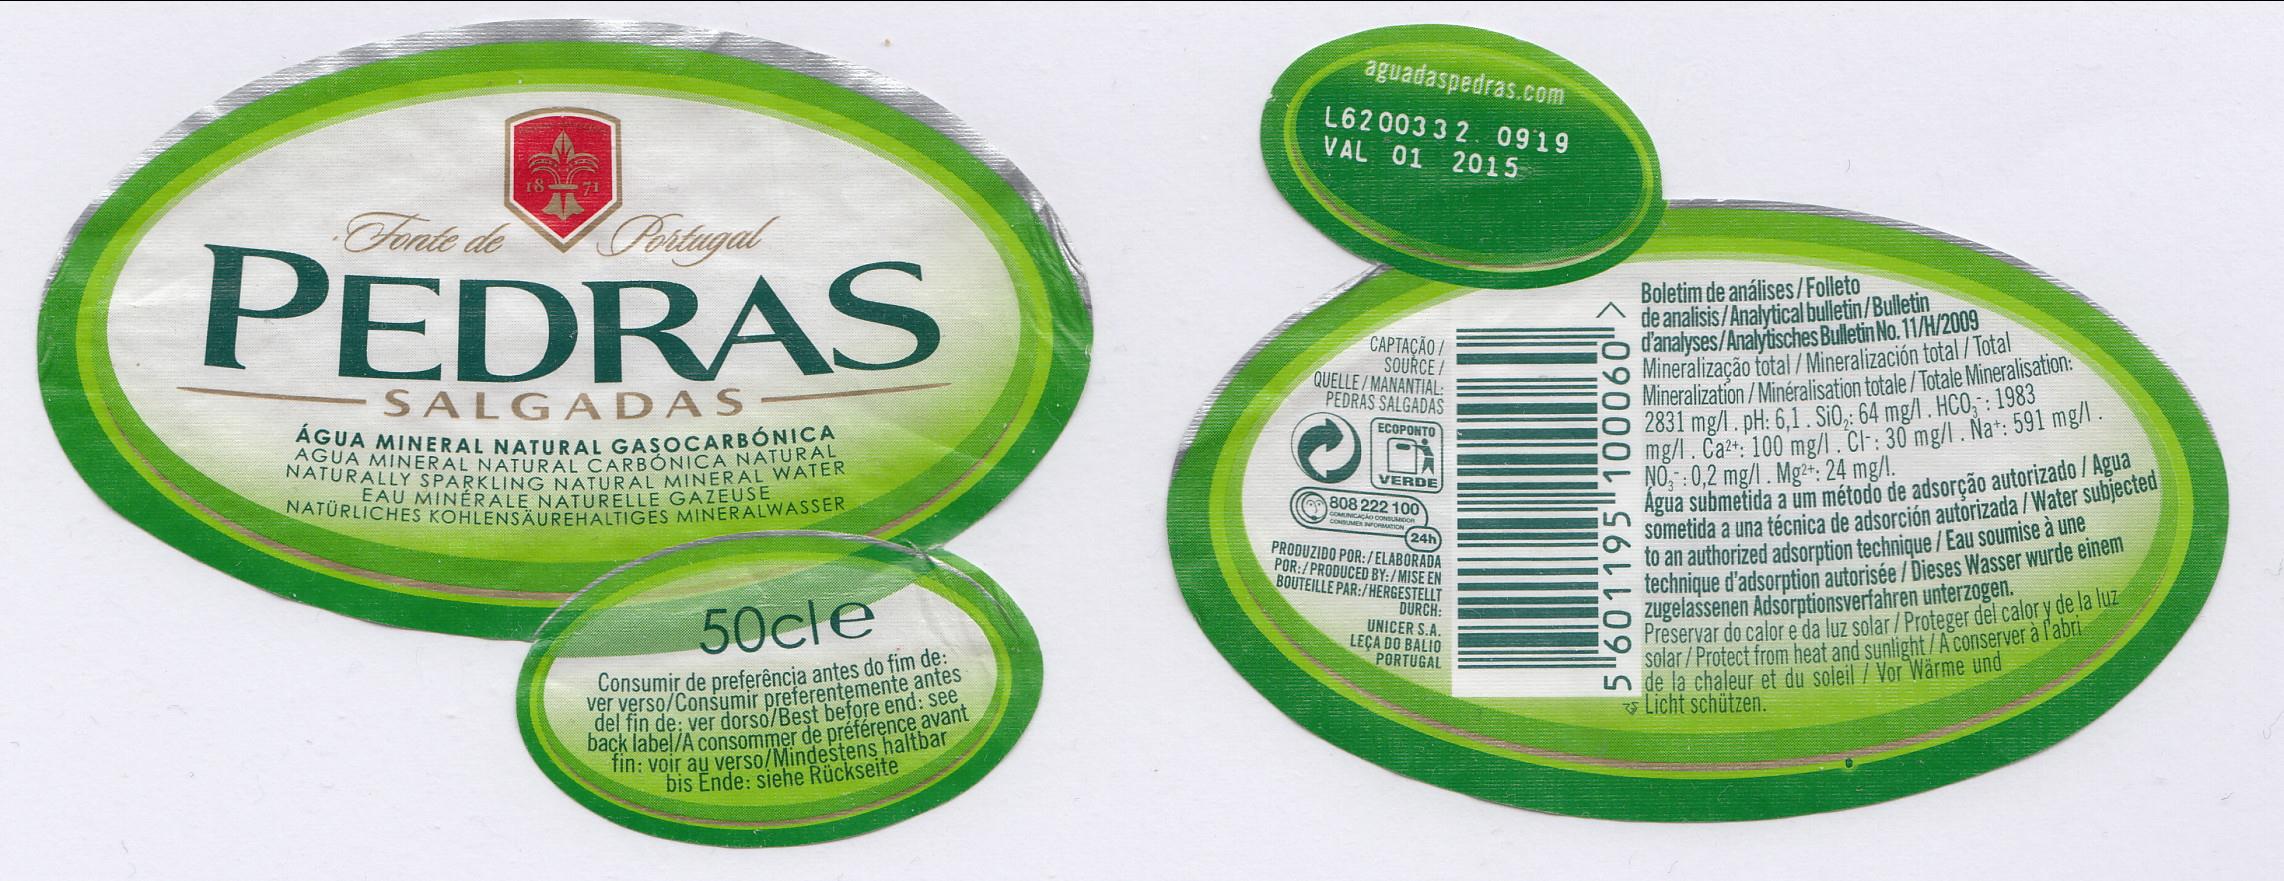 18 71
Fonte de Portugal
PEDRAS
SALGADAS
ÁGUA MINERAL NATURAL GASOCARBÓNICA
AGUA MINERAL NATURAL CARBÓNICA NATURAL
NATURALLY SPARKLING NATURAL MINERAL WATER
EAU MINÉRALE NATURELLE GAZEUSE
NATÜRLICHES KOHLENSÄUREHALTIGES MINERALWASSER
50cl e
Consumir de preferência antes do fim de:
ver verso/Consumir preferentemente antes
del fin de: ver dorso/Best before end: see
back label/A consommer de préférence avant
fin: voir au verso/Mindestens haltbar
bis Ende: siehe Rückseite
aguadaspedras.com
L6200332. 0919
VAL 01 2015
CAPTAÇÃO /
SOURCE /
QUELLE / MANANTIAL:
PEDRAS SALGADAS
ECOPONTO
VERDE
808 222 100
COMUNICAÇÃO CONSUMIDOR
CONSUMER INFORMATION
24h
PRODUZIDO POR: / ELABORADA
POR: / PRODUCED BY: / MISE EN
BOUTEILLE PAR: / HERGESTELLT
DURCH:
UNICER S.A.
LEÇA DO BALIO
PORTUGAL
5 601195 100060 >
Boletim de análises / Folleto
de analisis / Analytical bulletin / Bulletin
d'analyses / Analytisches Bulletin No. 11/H/2009
Mineralização total / Mineralización total / Total
Mineralization / Minéralisation totale / Totale Mineralisation:
2831 mg/l . pH: 6,1 . SiO₂: 64 mg/l . HCO₃⁻: 1983
mg/l . Ca²⁺: 100 mg/l . Cl⁻: 30 mg/l . Na⁺: 591 mg/l .
NO₃⁻: 0,2 mg/l . Mg²⁺: 24 mg/l.
Água submetida a um método de adsorção autorizado / Agua
sometida a una técnica de adsorción autorizada / Water subjected
to an authorized adsorption technique / Eau soumise à une
technique d'adsorption autorisée / Dieses Wasser wurde einem
zugelassenen Adsorptionsverfahren unterzogen.
Preservar do calor e da luz solar / Proteger del calor y de la luz
solar / Protect from heat and sunlight / A conserver à l'abri
de la chaleur et du soleil / Vor Wärme und
Licht schützen.